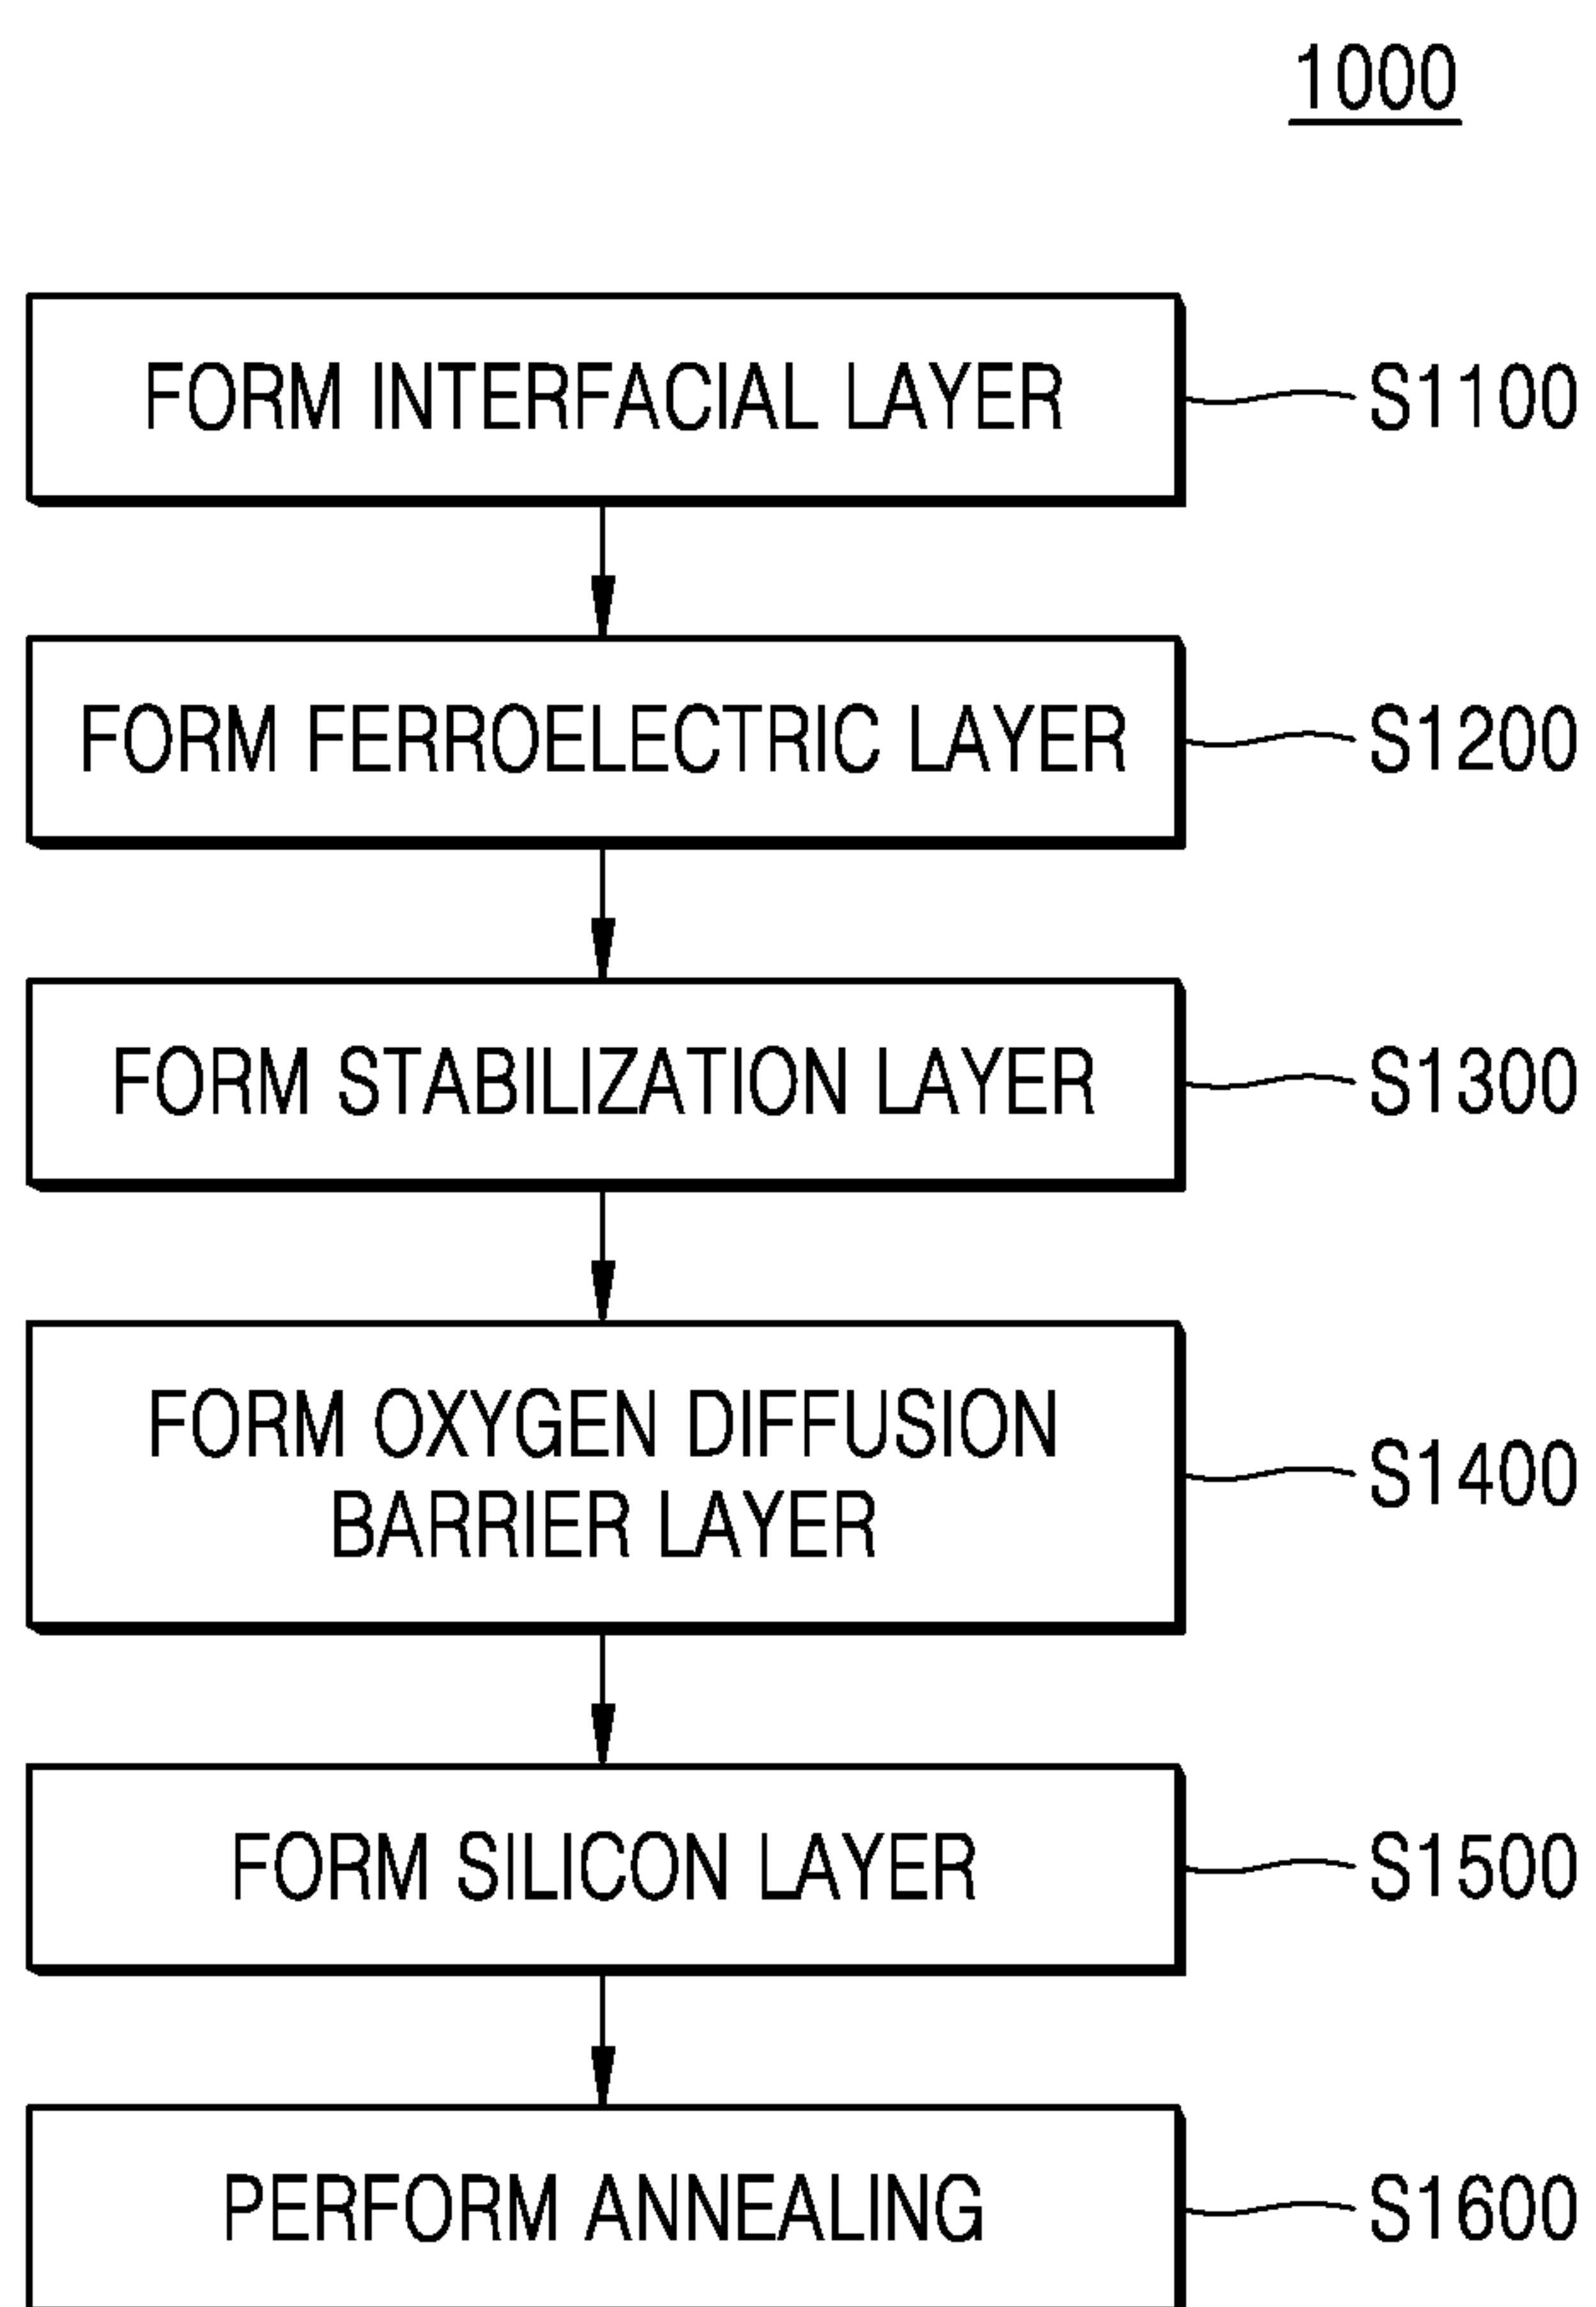 1000
FORM INTERFACIAL LAYER
S1100
FORM FERROELECTRIC LAYER
S1200
FORM STABILIZATION LAYER
S1300
FORM OXYGEN DIFFUSION
BARRIER LAYER
S1400
FORM SILICON LAYER
S1500
PERFORM ANNEALING
S1600